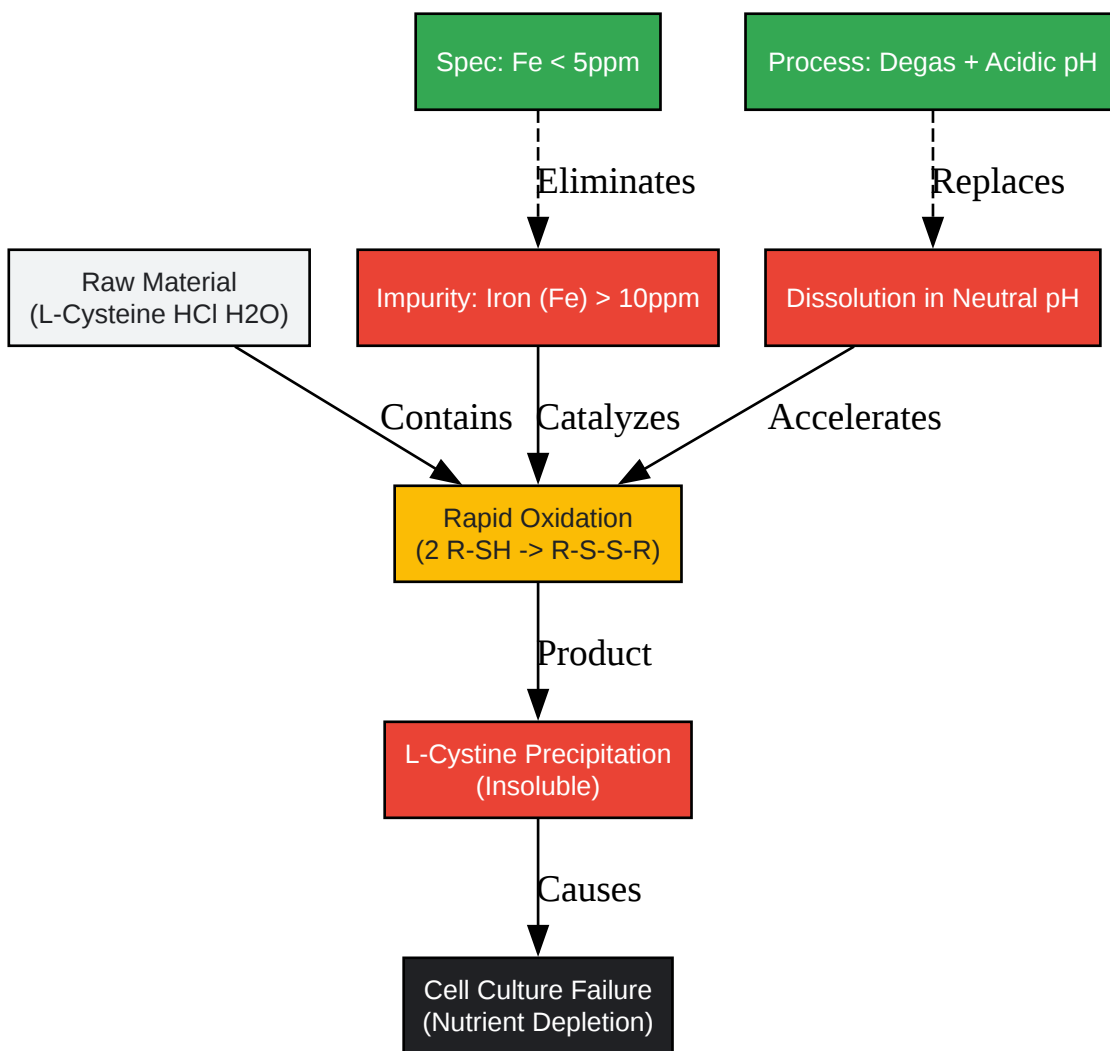 Spec: Fe < 5ppm
Process: Degas + Acidic pH
Eliminates
Replaces
Raw Material
(L-Cysteine HCl H2O)
Impurity: Iron (Fe) > 10ppm
Dissolution in Neutral pH
Contains
Catalyzes
Accelerates
Rapid Oxidation
(2 R-SH -> R-S-S-R)
Product
L-Cystine Precipitation
(Insoluble)
Causes
Cell Culture Failure
(Nutrient Depletion)